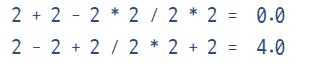 2 + 2 - 2 * 2 / 2 * 2 = 0.0
2 - 2 + 2 / 2 * 2 + 2 = 4.0